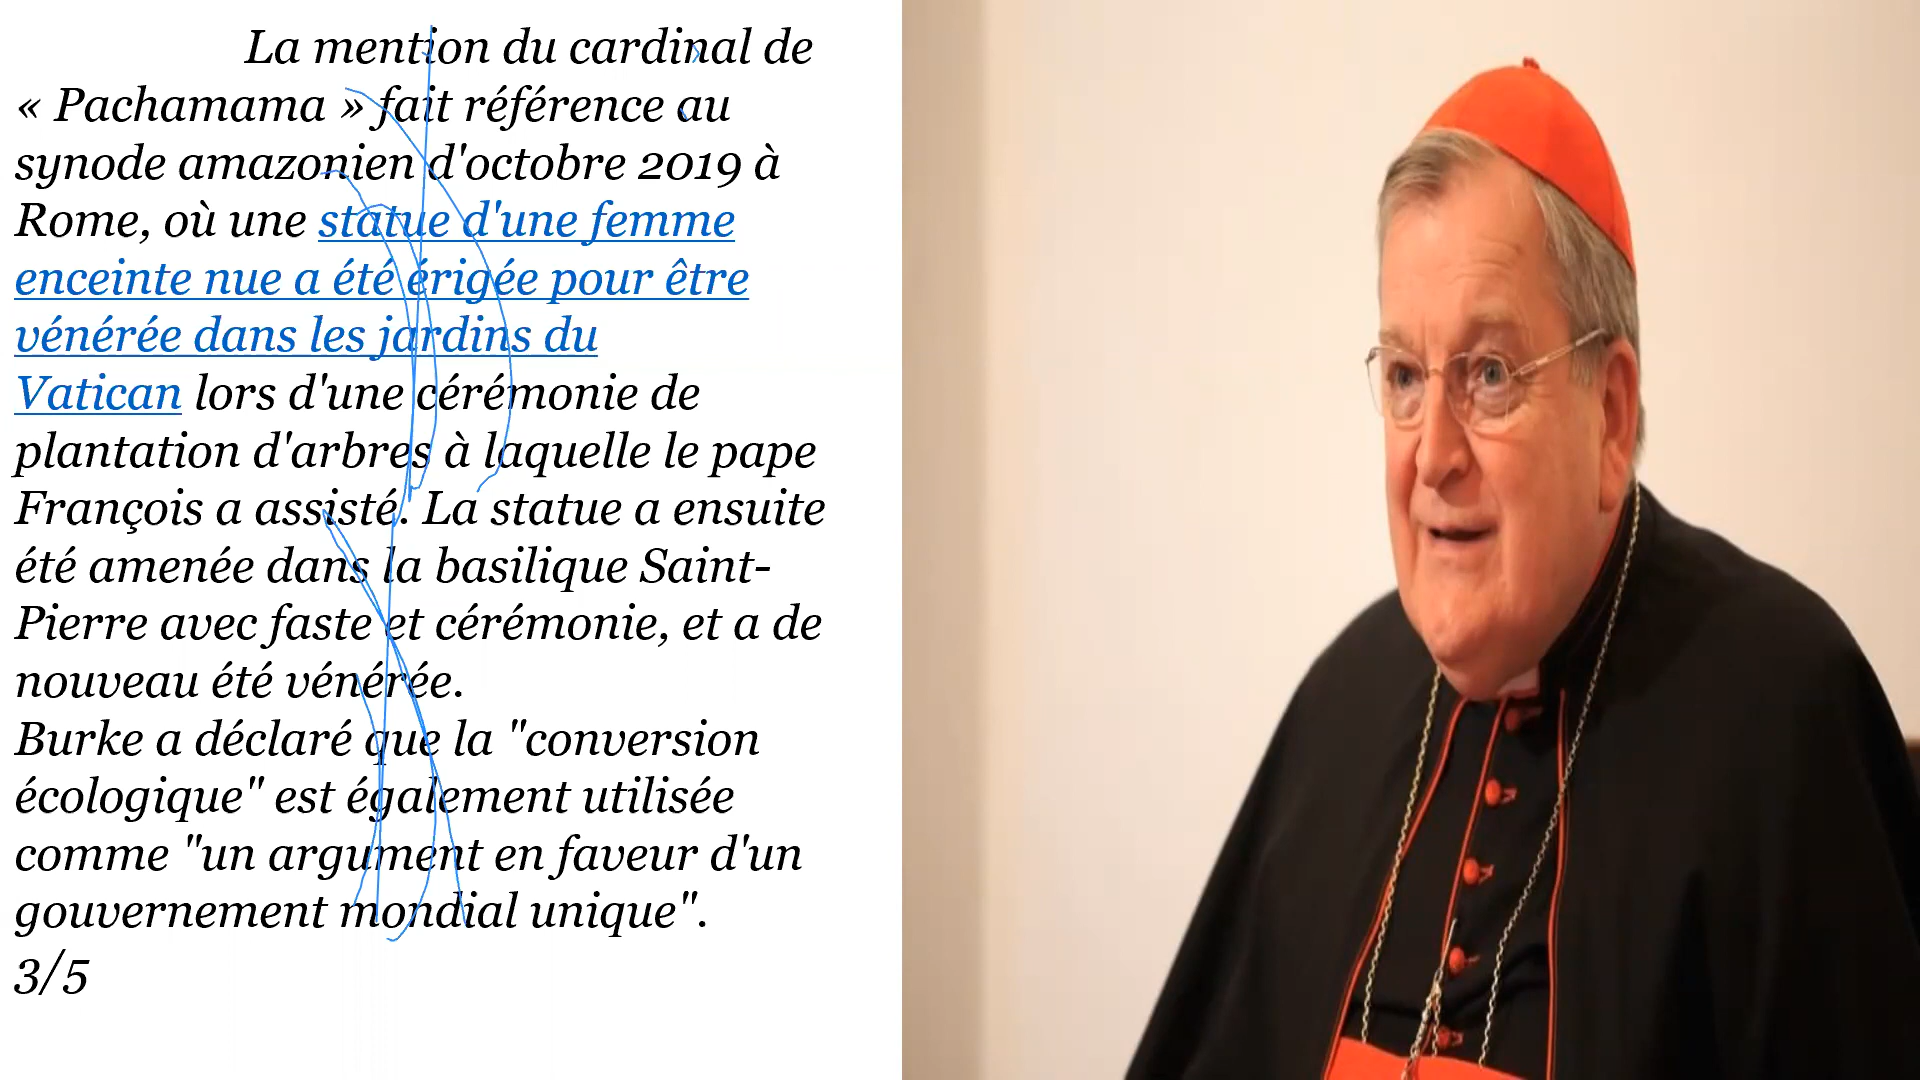 La mention du cardinal de
« Pachamama » fait référence au
synode amazonien d'octobre 2019 à
Rome, où une statue d'une femme
enceinte nue a été érigée pour être
vénérée dans les jardins du
Vatican lors d'une cérémonie de
plantation d'arbres à laquelle le pape
François a assisté. La statue a ensuite
été amenée dans la basilique Saint-
Pierre avec faste et cérémonie, et a de
nouveau été vénérée.
Burke a déclaré que la "conversion
écologique" est également utilisée
comme "un argument en faveur d'un
gouvernement mondial unique".
3/5